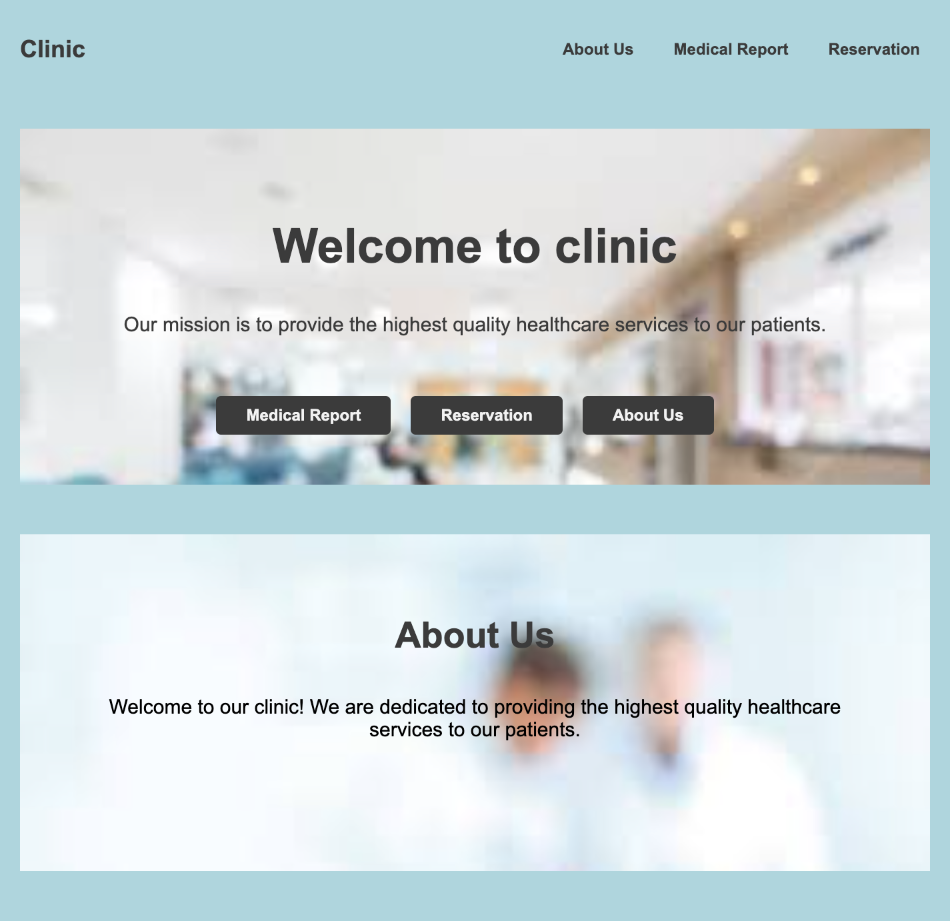 Clinic
About Us
Medical Report
Reservation
Welcome to clinic
Our mission is to provide the highest quality healthcare services to our patients.
Medical Report
Reservation
About Us
About Us
Welcome to our clinic! We are dedicated to providing the highest quality healthcare
services to our patients.